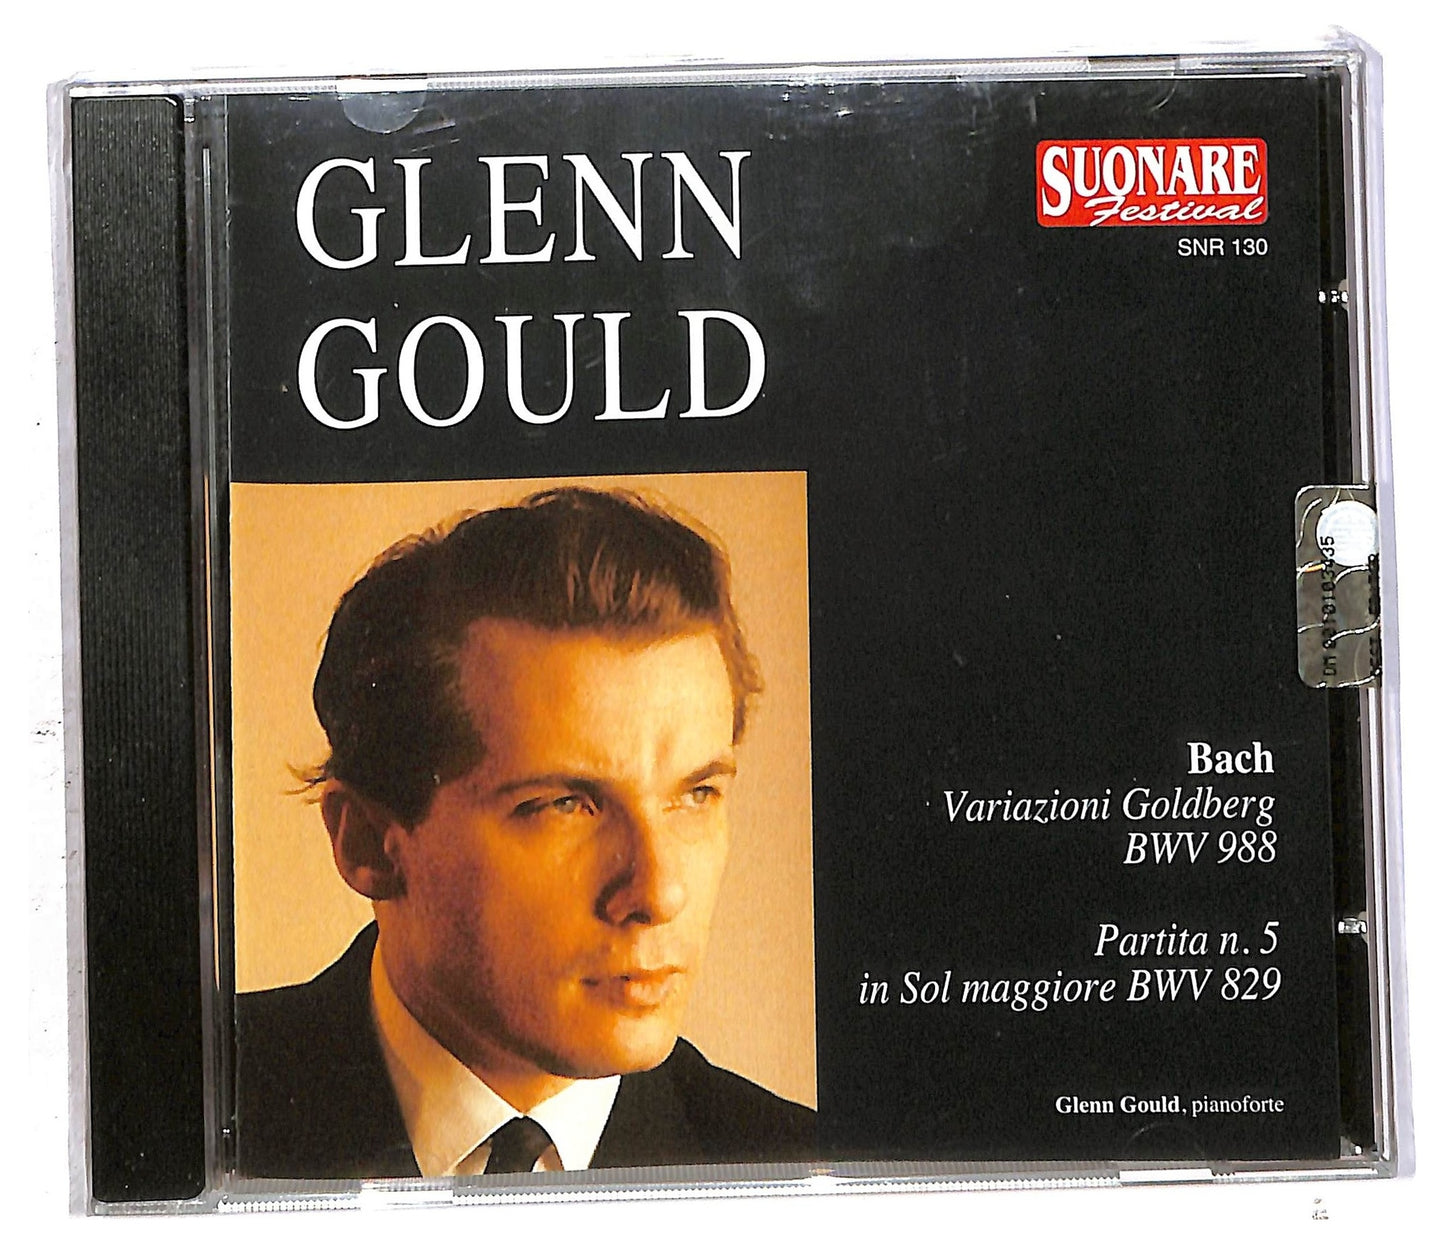 GLENN
GOULD
SUONARE
Festival
SNR 130
Bach
Variazioni Goldberg
BWV 988
Partita n. 5
in Sol maggiore BWV 829
Glenn Gould, pianoforte